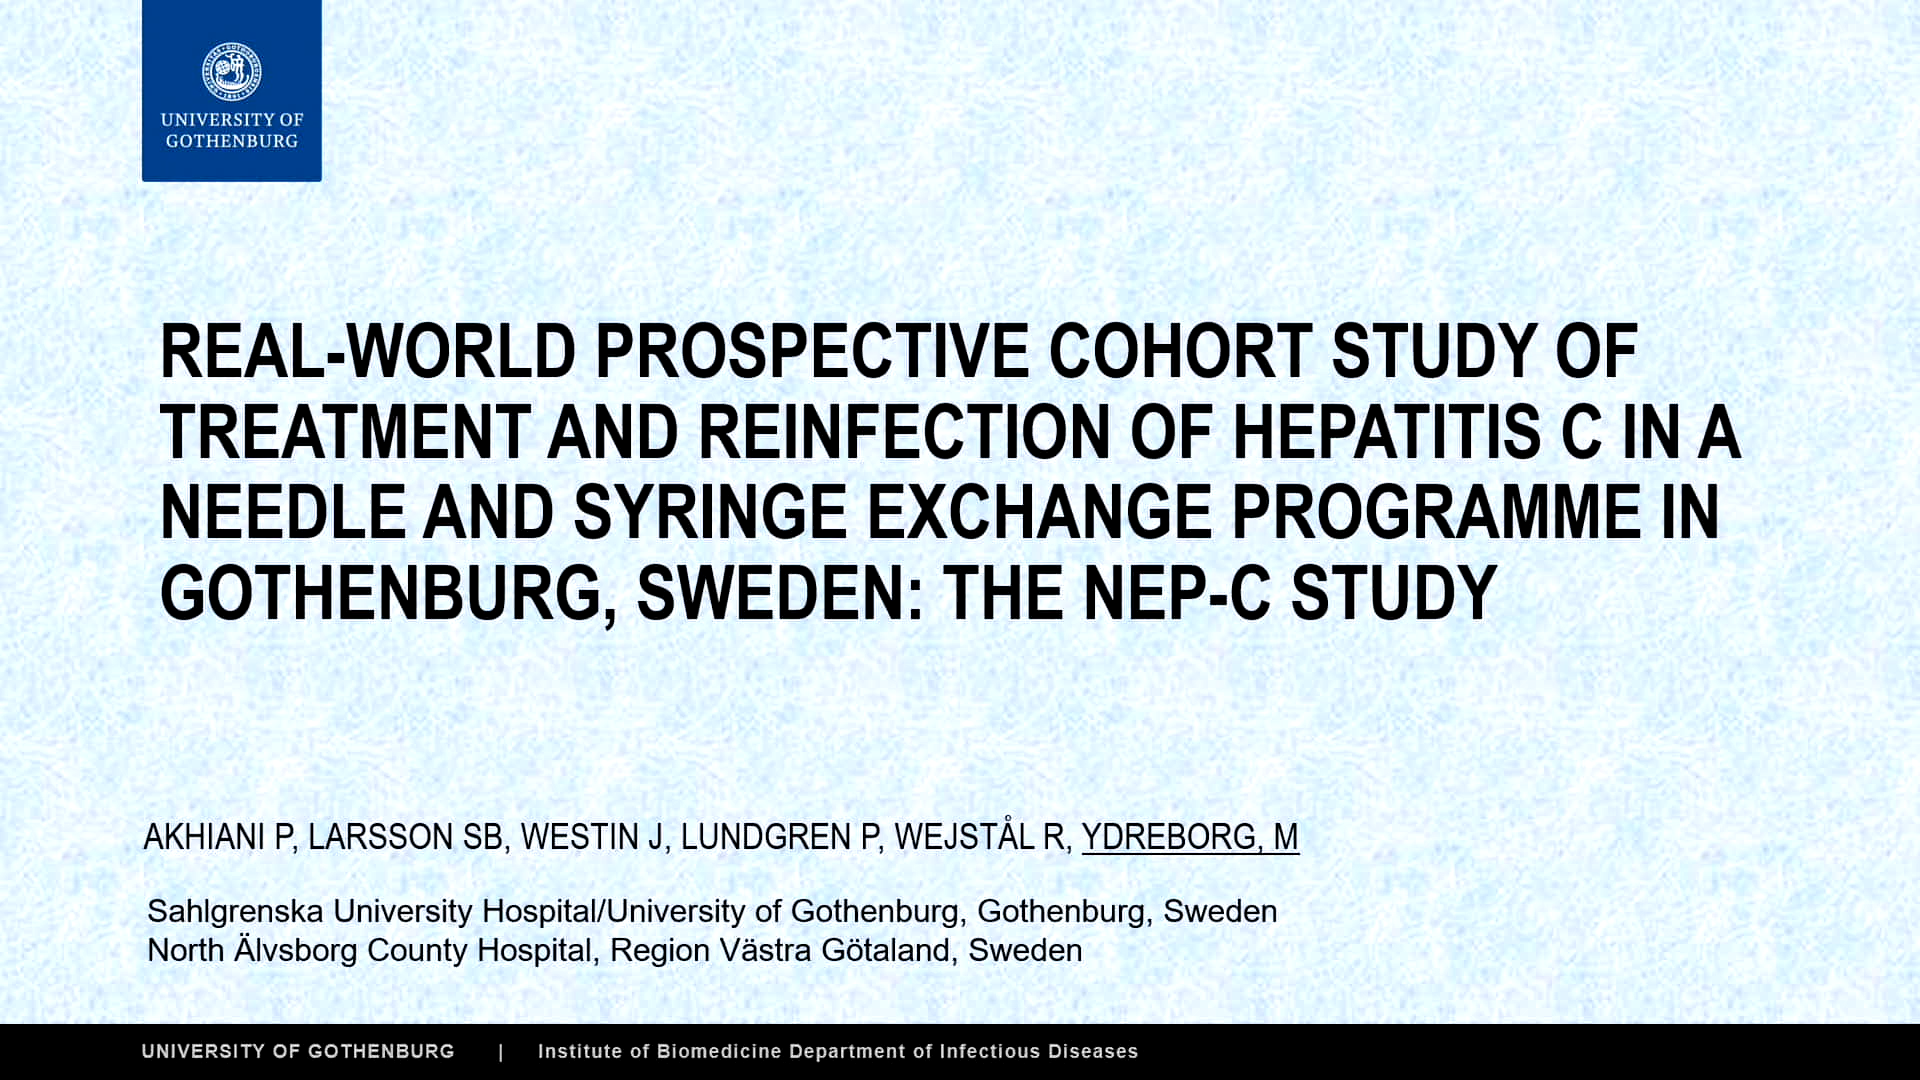 UNIVERSITY OF
GOTHENBURG
REAL-WORLD PROSPECTIVE COHORT STUDY OF
TREATMENT AND REINFECTION OF HEPATITIS C IN A
NEEDLE AND SYRINGE EXCHANGE PROGRAMME IN
GOTHENBURG, SWEDEN: THE NEP-C STUDY
AKHIANI P, LARSSON SB, WESTIN J, LUNDGREN P, WEJSTÅL R, YDREBORG, M
Sahlgrenska University Hospital/University of Gothenburg, Gothenburg, Sweden
North Älvsborg County Hospital, Region Västra Götaland, Sweden
UNIVERSITY OF GOTHENBURG | Institute of Biomedicine Department of Infectious Diseases